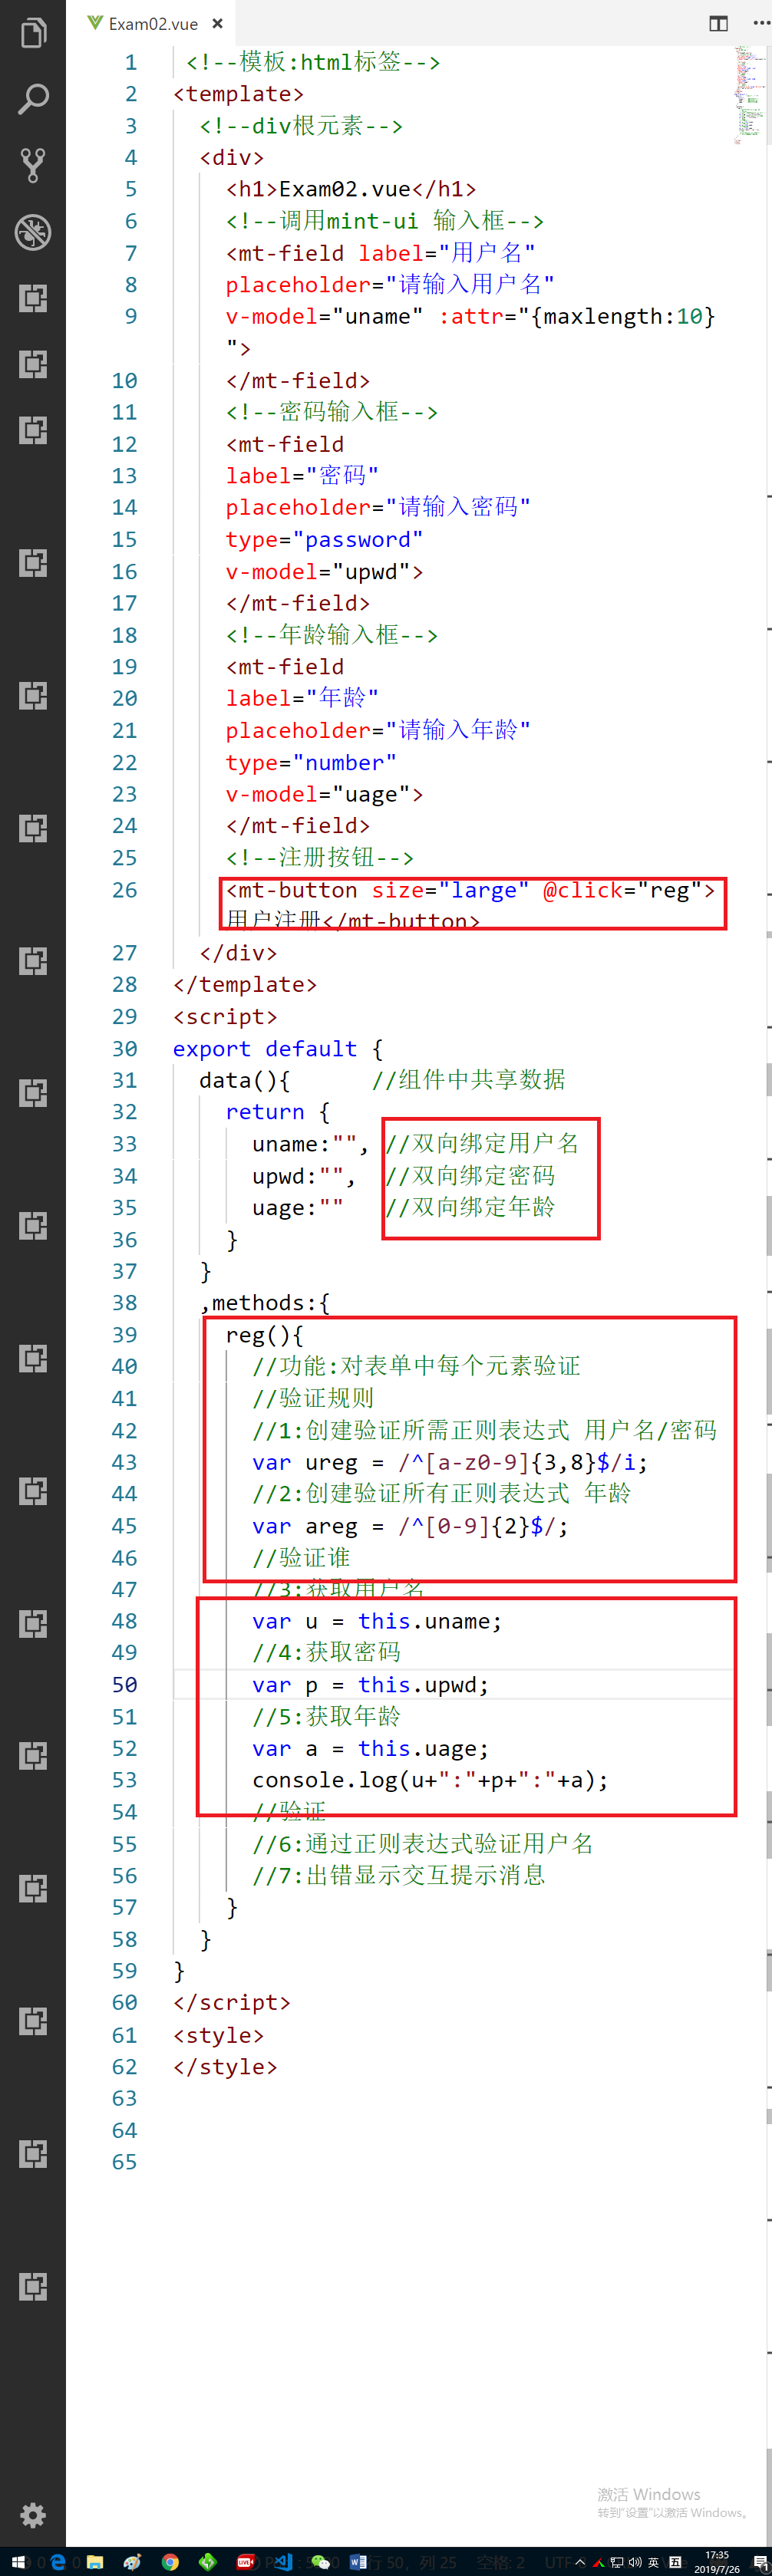 Exam02.vue ×
1 <!--模板:html标签-->
2 <template>
3 <!--div根元素-->
4 <div>
5 <h1>Exam02.vue</h1>
6 <!--调用mint-ui 输入框-->
7 <mt-field label="用户名"
8 placeholder="请输入用户名"
9 v-model="uname" :attr="{maxlength:10}
">
10 </mt-field>
11 <!--密码输入框-->
12 <mt-field
13 label="密码"
14 placeholder="请输入密码"
15 type="password"
16 v-model="upwd">
17 </mt-field>
18 <!--年龄输入框-->
19 <mt-field
20 label="年龄"
21 placeholder="请输入年龄"
22 type="number"
23 v-model="uage">
24 </mt-field>
25 <!--注册按钮-->
26 <mt-button size="large" @click="reg">
用户注册</mt-button>
27 </div>
28 </template>
29 <script>
30 export default {
31 data(){ //组件中共享数据
32 return {
33 uname:"", //双向绑定用户名
34 upwd:"", //双向绑定密码
35 uage:"" //双向绑定年龄
36 }
37 }
38 ,methods:{
39 reg(){
40 //功能:对表单中每个元素验证
41 //验证规则
42 //1:创建验证所需正则表达式 用户名/密码
43 var ureg = /^[a-z0-9]{3,8}$/i;
44 //2:创建验证所有正则表达式 年龄
45 var areg = /^[0-9]{2}$/;
46 //验证谁
47 //3:获取用户名
48 var u = this.uname;
49 //4:获取密码
50 var p = this.upwd;
51 //5:获取年龄
52 var a = this.uage;
53 console.log(u+":"+p+":"+a);
54 //验证
55 //6:通过正则表达式验证用户名
56 //7:出错显示交互提示消息
57 }
58 }
59 }
60 </script>
61 <style>
62 </style>
63
64
65
激活 Windows
转到"设置"以激活 Windows。
行 50，列 25 空格: 2 英 五 17:35
2019/7/26